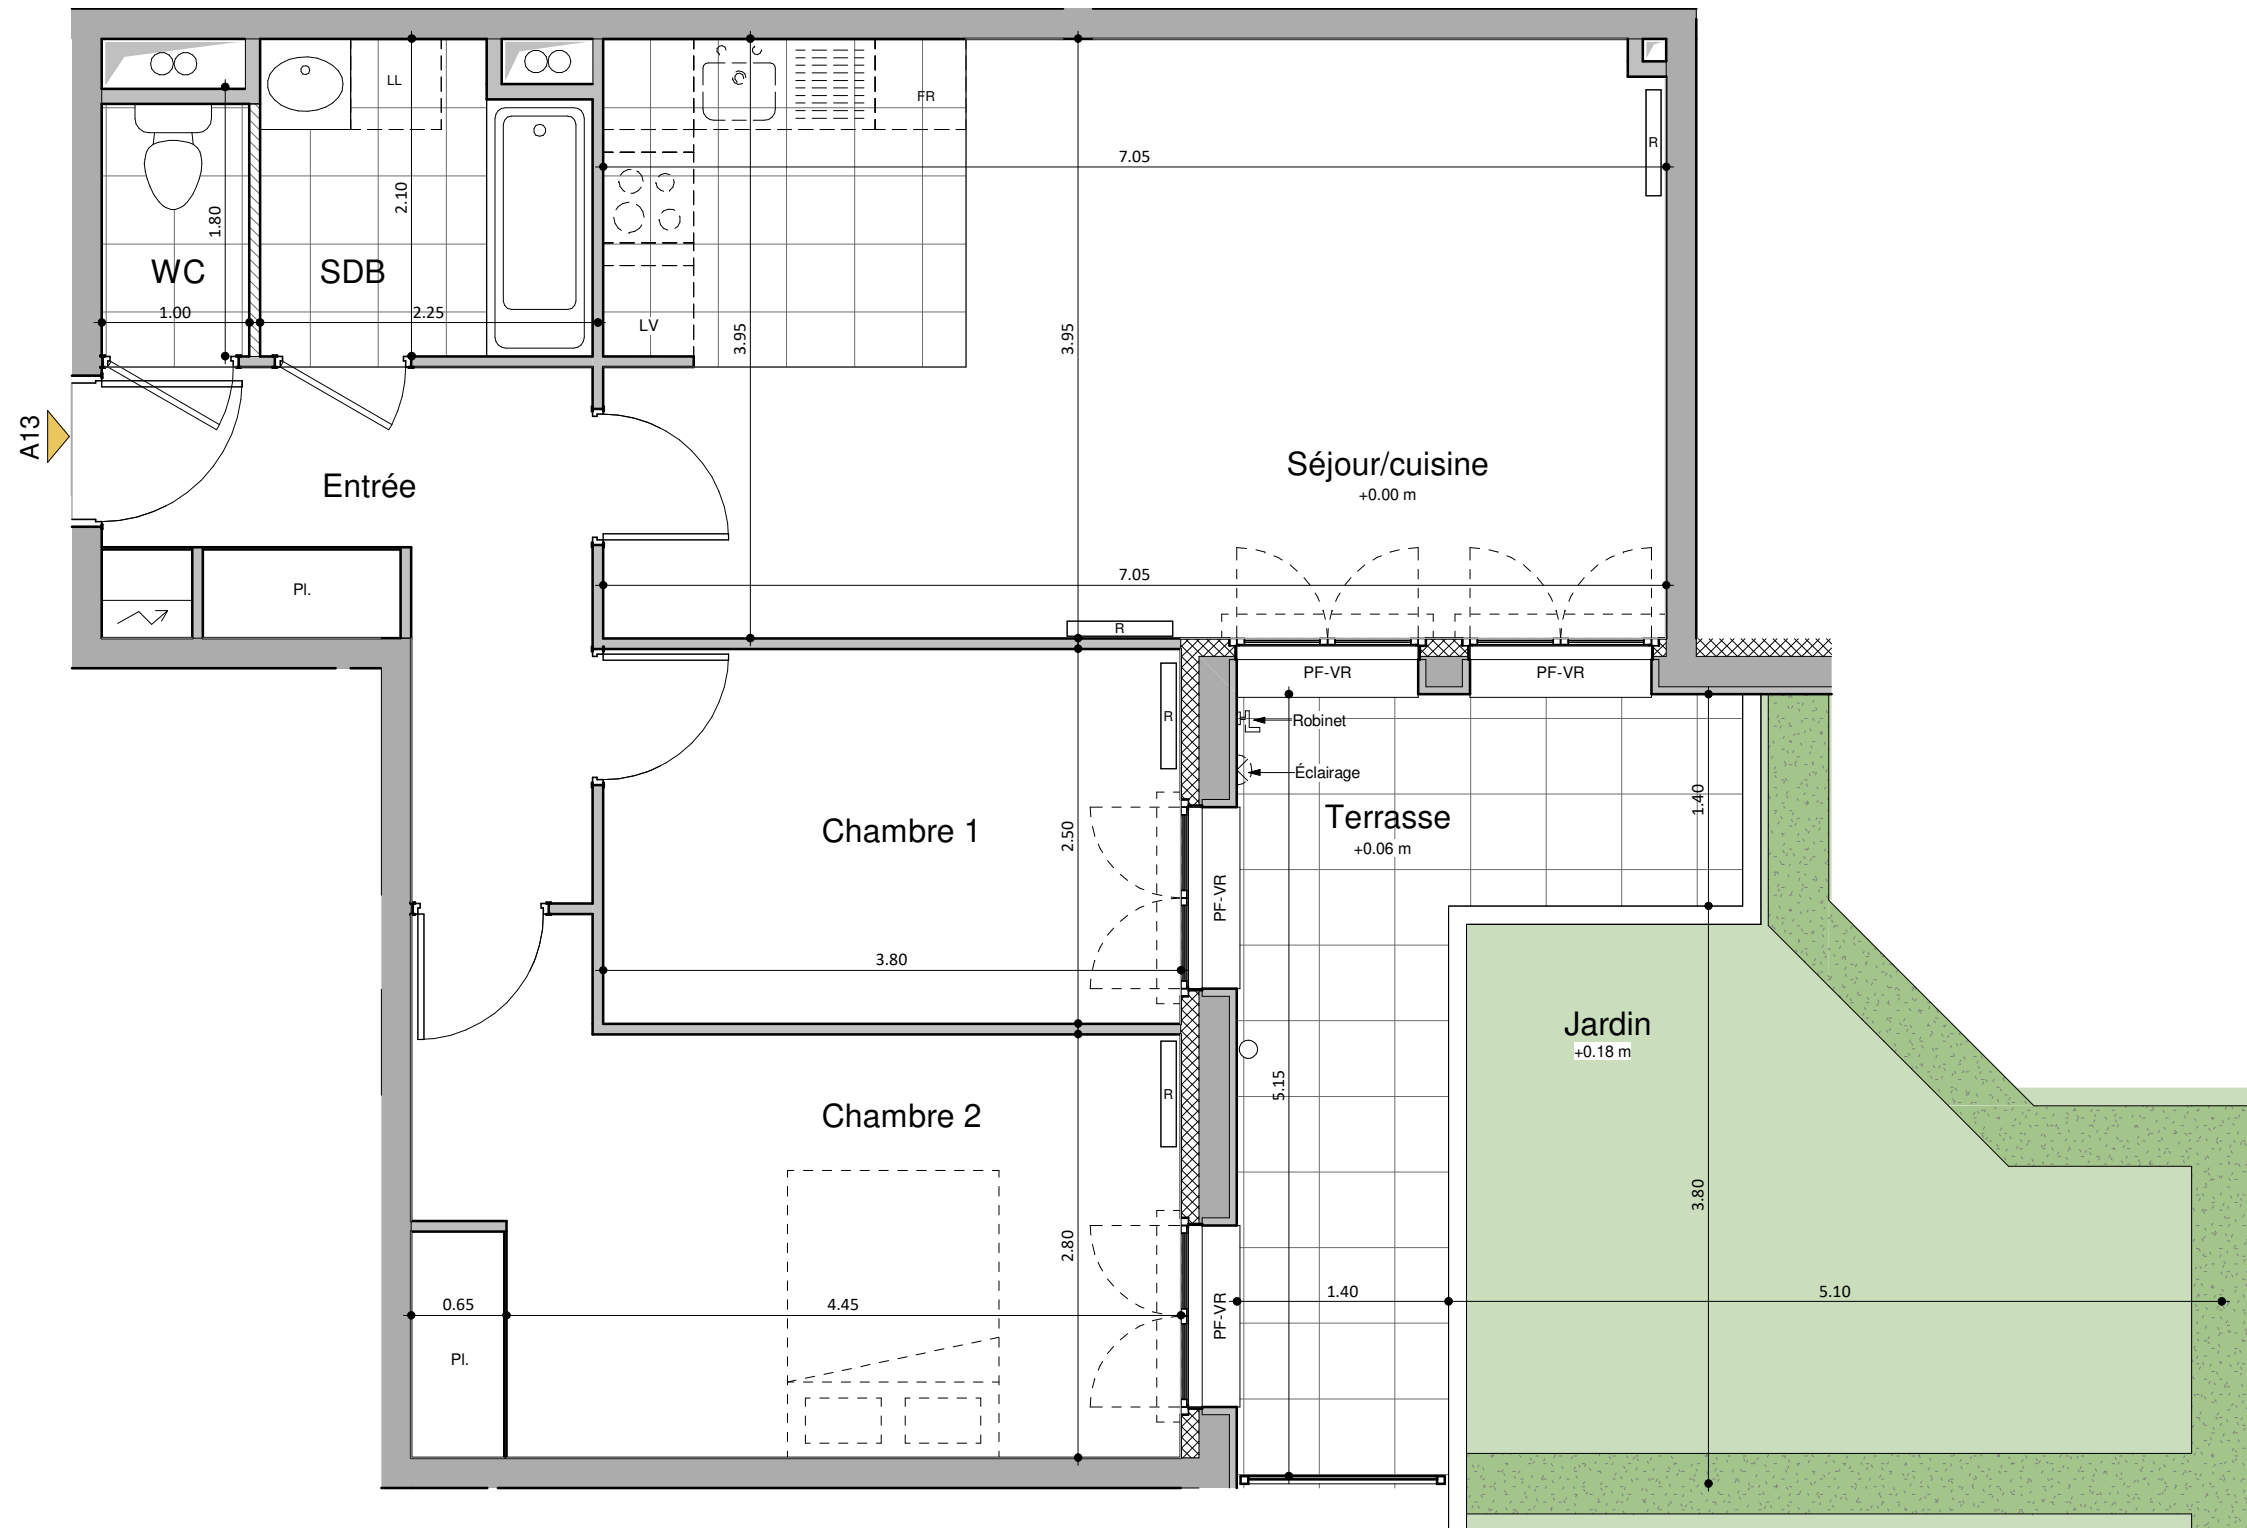 LL
FR
R
7.05
2.10
1.80
WC
SDB
1.00
2.25
LV
3.95
3.95
A13
Entrée
Séjour/cuisine
+0.00 m
Pl.
7.05
R
PF-VR
PF-VR
R
Robinet
Éclairage
Terrasse
+0.06 m
1.40
Chambre 1
2.50
PF-VR
3.80
Jardin
+0.18 m
R
5.15
Chambre 2
3.80
2.80
0.65
4.45
PF-VR
1.40
5.10
Pl.